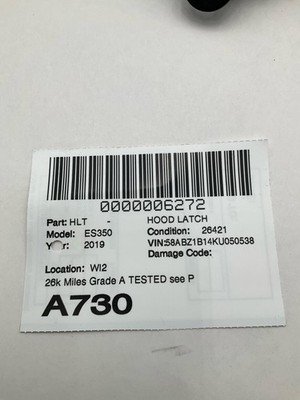 0000006272
Part: HLT - HOOD LATCH
Model: ES350 Condition: 26421
Year: 2019 VIN:58ABZ1B14KU050538
Damage Code:
Location: WI2
26k Miles Grade A TESTED see P
A730